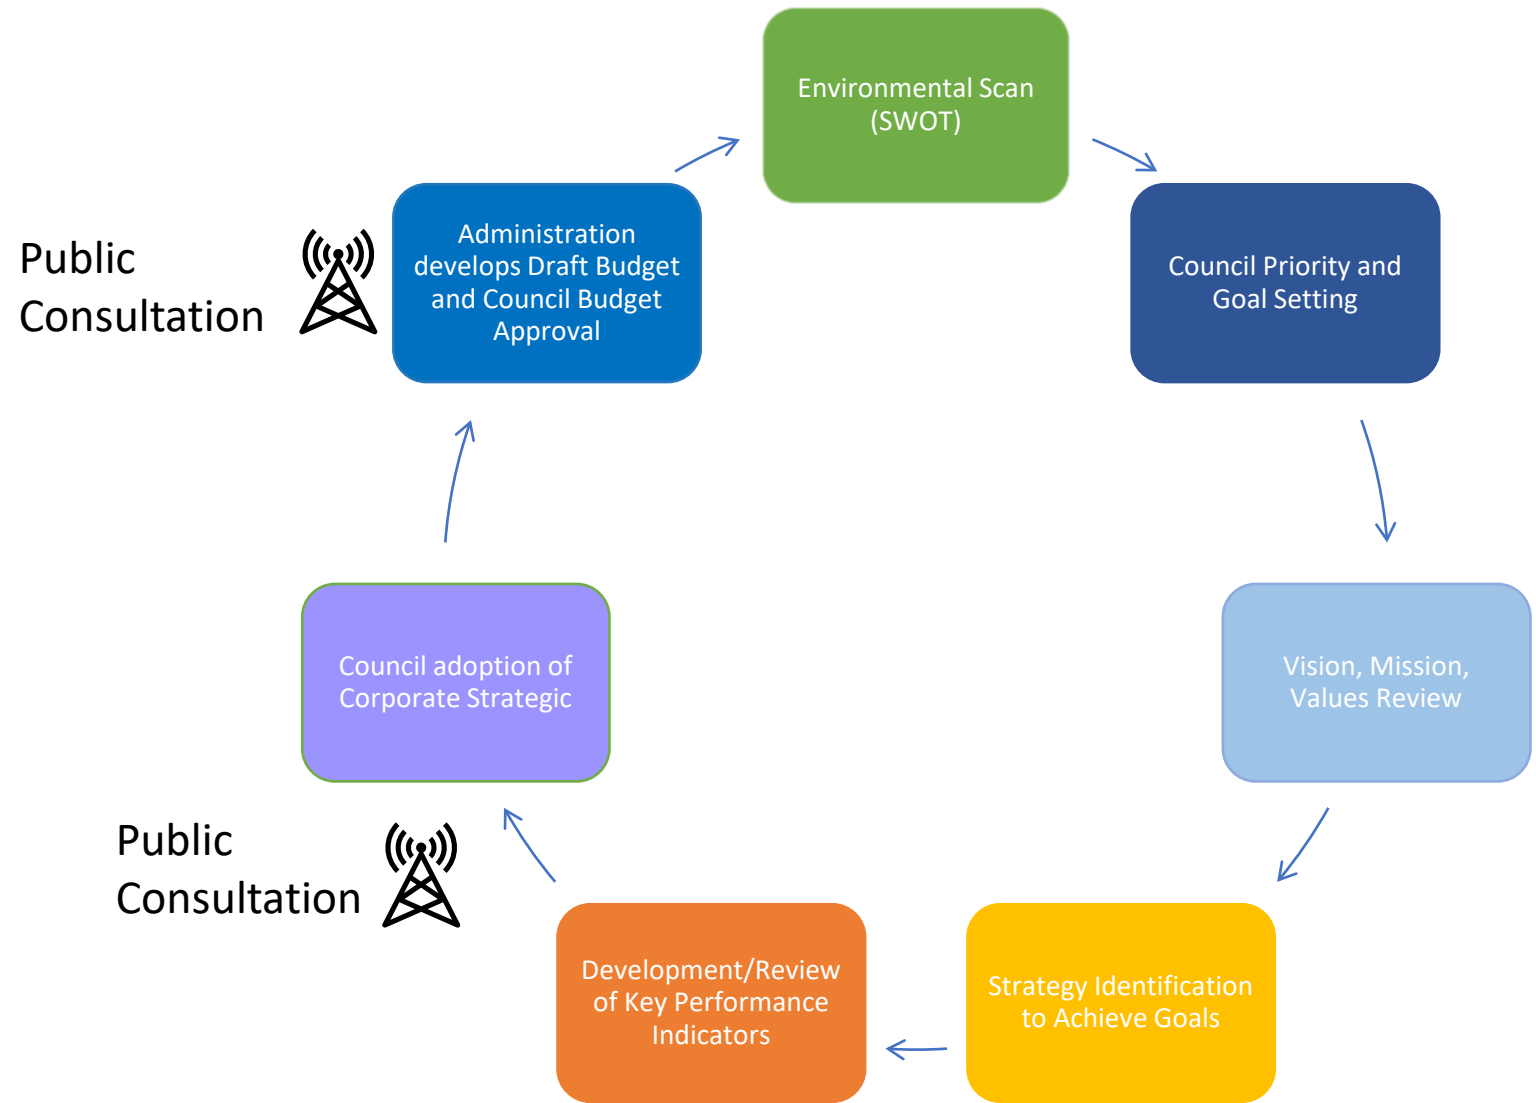 Environmental Scan
(SWOT)
Council Priority and
Goal Setting
Vision, Mission,
Values Review
Strategy Identification
to Achieve Goals
Development/Review
of Key Performance
Indicators
Public
Consultation
Council adoption of
Corporate Strategic
Public
Consultation
Administration
develops Draft Budget
and Council Budget
Approval